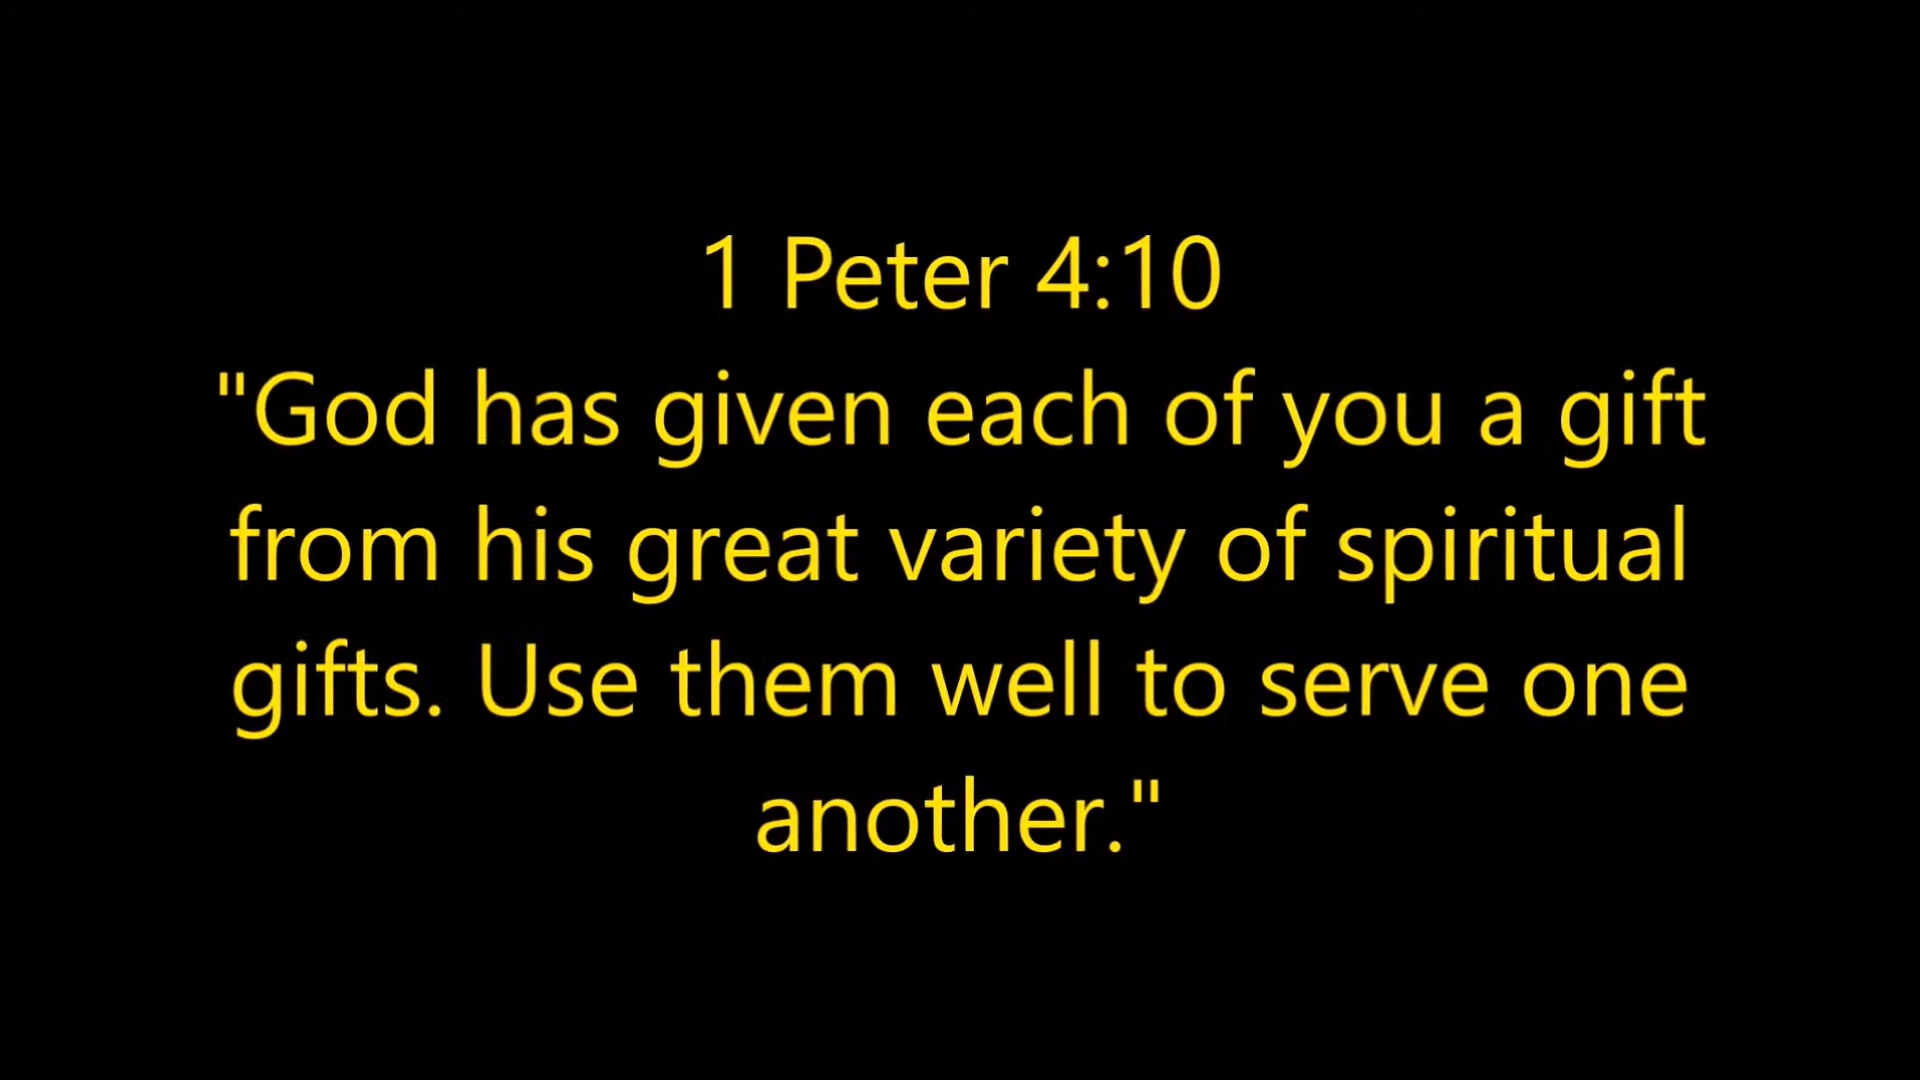 1 Peter 4:10
"God has given each of you a gift
from his great variety of spiritual
gifts. Use them well to serve one
another."